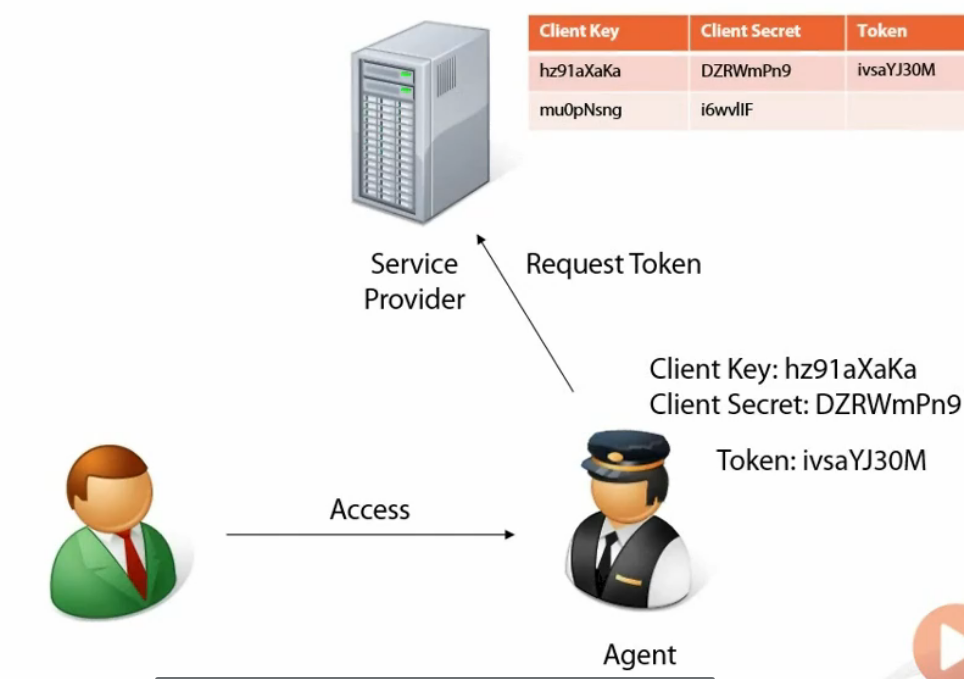 Client Key Client Secret Token
hz91aXaKa DZRWmPn9 ivsaYJ30M
mu0pNsng i6wvlIF
Service
Provider
Request Token
Client Key: hz91aXaKa
Client Secret: DZRWmPn9
Token: ivsaYJ30M
Access
Agent